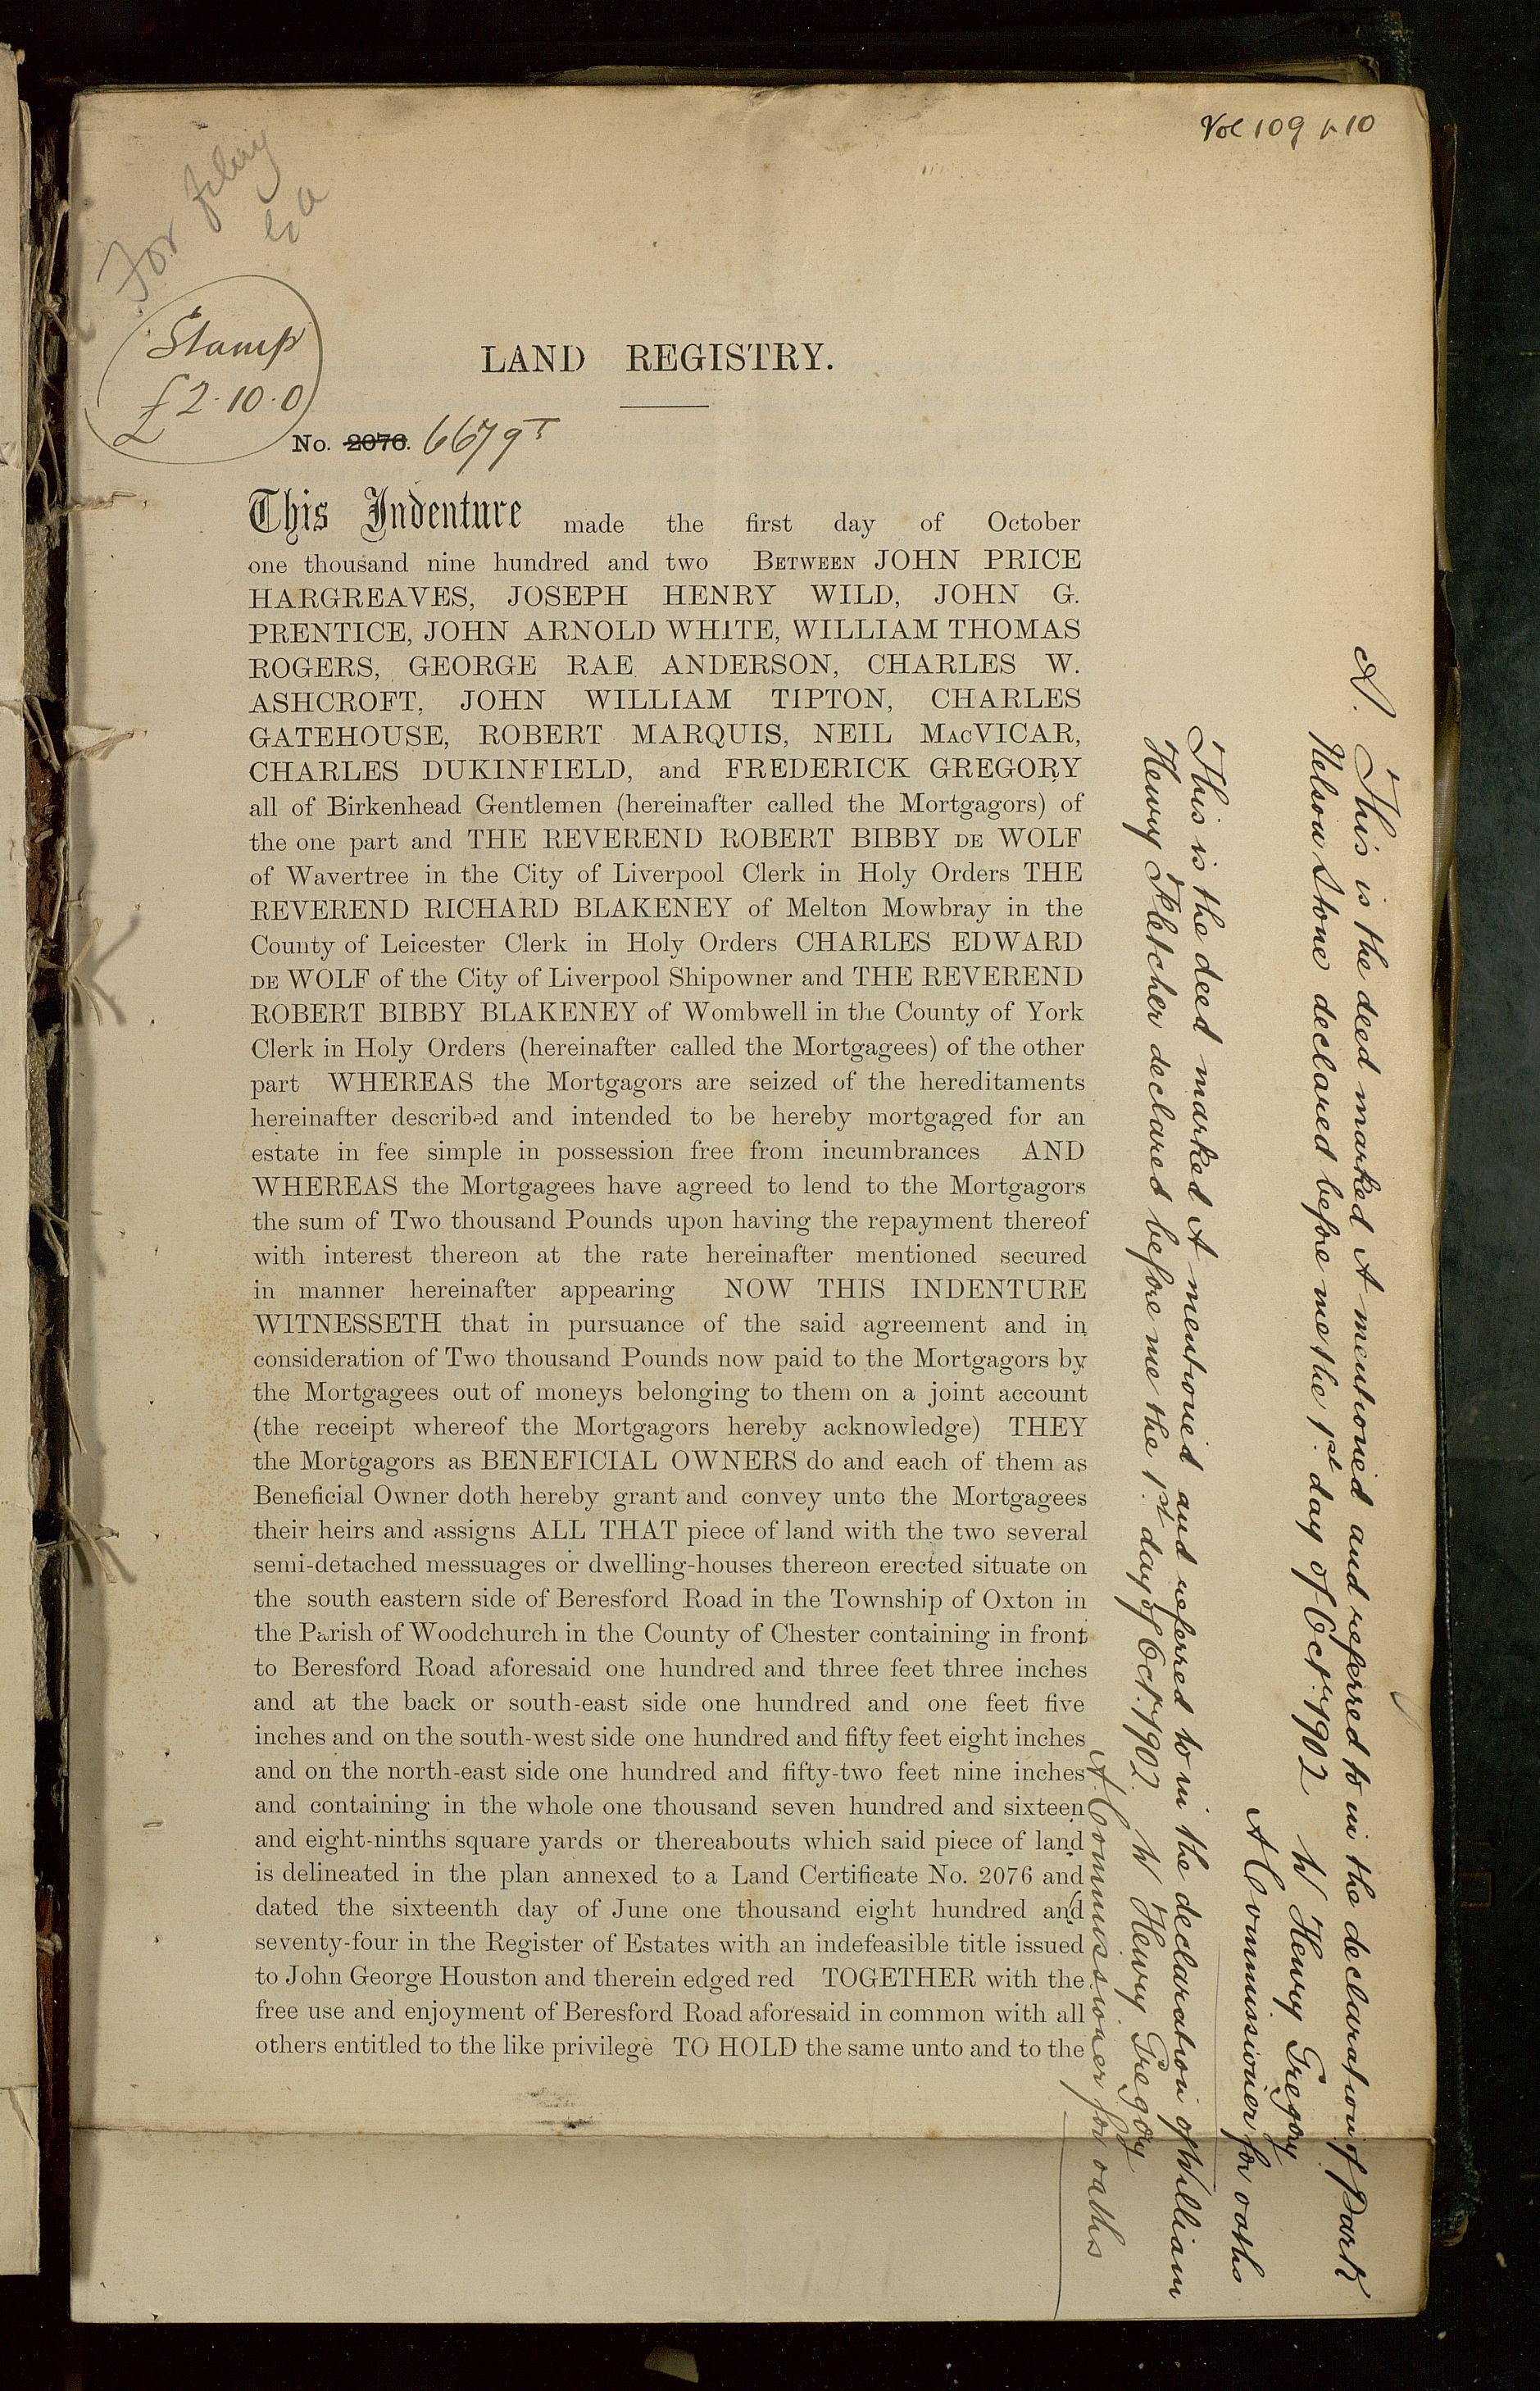 Vol 109 p 10
For filing
Stamp
£2.10.0
LAND REGISTRY.
No. 2076. 6679T
This Indenture made the first day of October
one thousand nine hundred and two BETWEEN JOHN PRICE
HARGREAVES, JOSEPH HENRY WILD, JOHN G.
PRENTICE, JOHN ARNOLD WHITE, WILLIAM THOMAS
ROGERS, GEORGE RAE ANDERSON, CHARLES W.
ASHCROFT, JOHN WILLIAM TIPTON, CHARLES
GATEHOUSE, ROBERT MARQUIS, NEIL MacVICAR,
CHARLES DUKINFIELD, and FREDERICK GREGORY
all of Birkenhead Gentlemen (hereinafter called the Mortgagors) of
the one part and THE REVEREND ROBERT BIBBY DE WOLF
of Wavertree in the City of Liverpool Clerk in Holy Orders THE
REVEREND RICHARD BLAKENEY of Melton Mowbray in the
County of Leicester Clerk in Holy Orders CHARLES EDWARD
DE WOLF of the City of Liverpool Shipowner and THE REVEREND
ROBERT BIBBY BLAKENEY of Wombwell in the County of York
Clerk in Holy Orders (hereinafter called the Mortgagees) of the other
part WHEREAS the Mortgagors are seized of the hereditaments
hereinafter described and intended to be hereby mortgaged for an
estate in fee simple in possession free from incumbrances AND
WHEREAS the Mortgagees have agreed to lend to the Mortgagors
the sum of Two thousand Pounds upon having the repayment thereof
with interest thereon at the rate hereinafter mentioned secured
in manner hereinafter appearing NOW THIS INDENTURE
WITNESSETH that in pursuance of the said agreement and in
consideration of Two thousand Pounds now paid to the Mortgagors by
the Mortgagees out of moneys belonging to them on a joint account
(the receipt whereof the Mortgagors hereby acknowledge) THEY
the Mortgagors as BENEFICIAL OWNERS do and each of them as
Beneficial Owner doth hereby grant and convey unto the Mortgagees
their heirs and assigns ALL THAT piece of land with the two several
semi-detached messuages or dwelling-houses thereon erected situate on
the south eastern side of Beresford Road in the Township of Oxton in
the Parish of Woodchurch in the County of Chester containing in front
to Beresford Road aforesaid one hundred and three feet three inches
and at the back or south-east side one hundred and one feet five
inches and on the south-west side one hundred and fifty feet eight inches
and on the north-east side one hundred and fifty-two feet nine inches
and containing in the whole one thousand seven hundred and sixteen
and eight-ninths square yards or thereabouts which said piece of land
is delineated in the plan annexed to a Land Certificate No. 2076 and
dated the sixteenth day of June one thousand eight hundred and
seventy-four in the Register of Estates with an indefeasible title issued
to John George Houston and therein edged red TOGETHER with the
free use and enjoyment of Beresford Road aforesaid in common with all
others entitled to the like privilege TO HOLD the same unto and to the
A. This is the deed marked A mentioned and referred to in the declaration of Park
Nelson Stone declared before me the 1st day of Octr. 1902 W Henry Gregory
A Commissioner for oaths
This is the deed marked A mentioned and referred to in the declaration of William
Henry Fletcher declared before me the 1st day of Octr. 1902. W Henry Gregory
A Commissioner for oaths